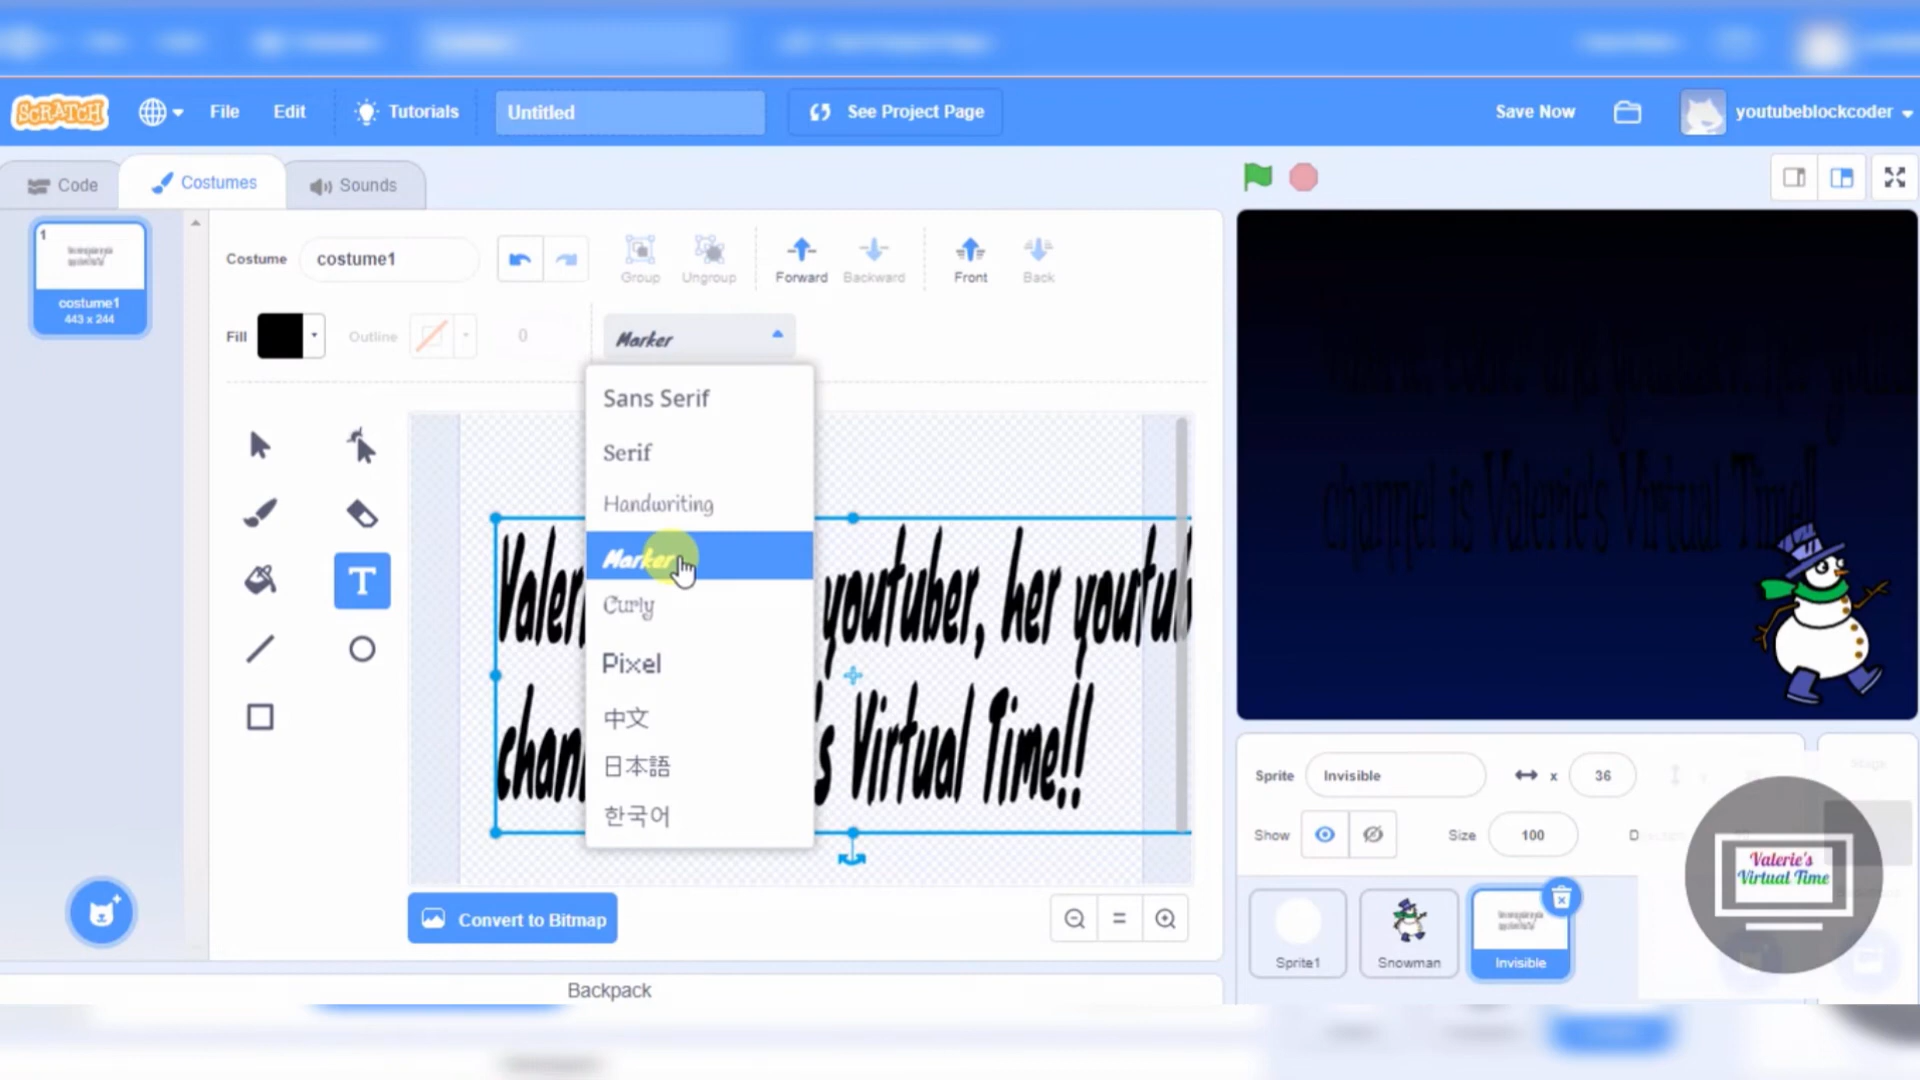 SCRATCH File Edit Tutorials Untitled See Project Page Save Now youtubeblockcoder
Code Costumes Sounds
1
costume1
443 x 244
Costume costume1 Group Ungroup Forward Backward Front Back
Fill Outline 0 Marker
Sans Serif
Serif
Handwriting
Marker
Curly
Pixel
中文
日本語
한국어
youtuber, her
Virtual Time!!
channel is Valerie's Virtual Time!!
Convert to Bitmap
Backpack
Sprite Invisible x 36
Show Size 100
Sprite1 Snowman Invisible
Valerie's
Virtual Time